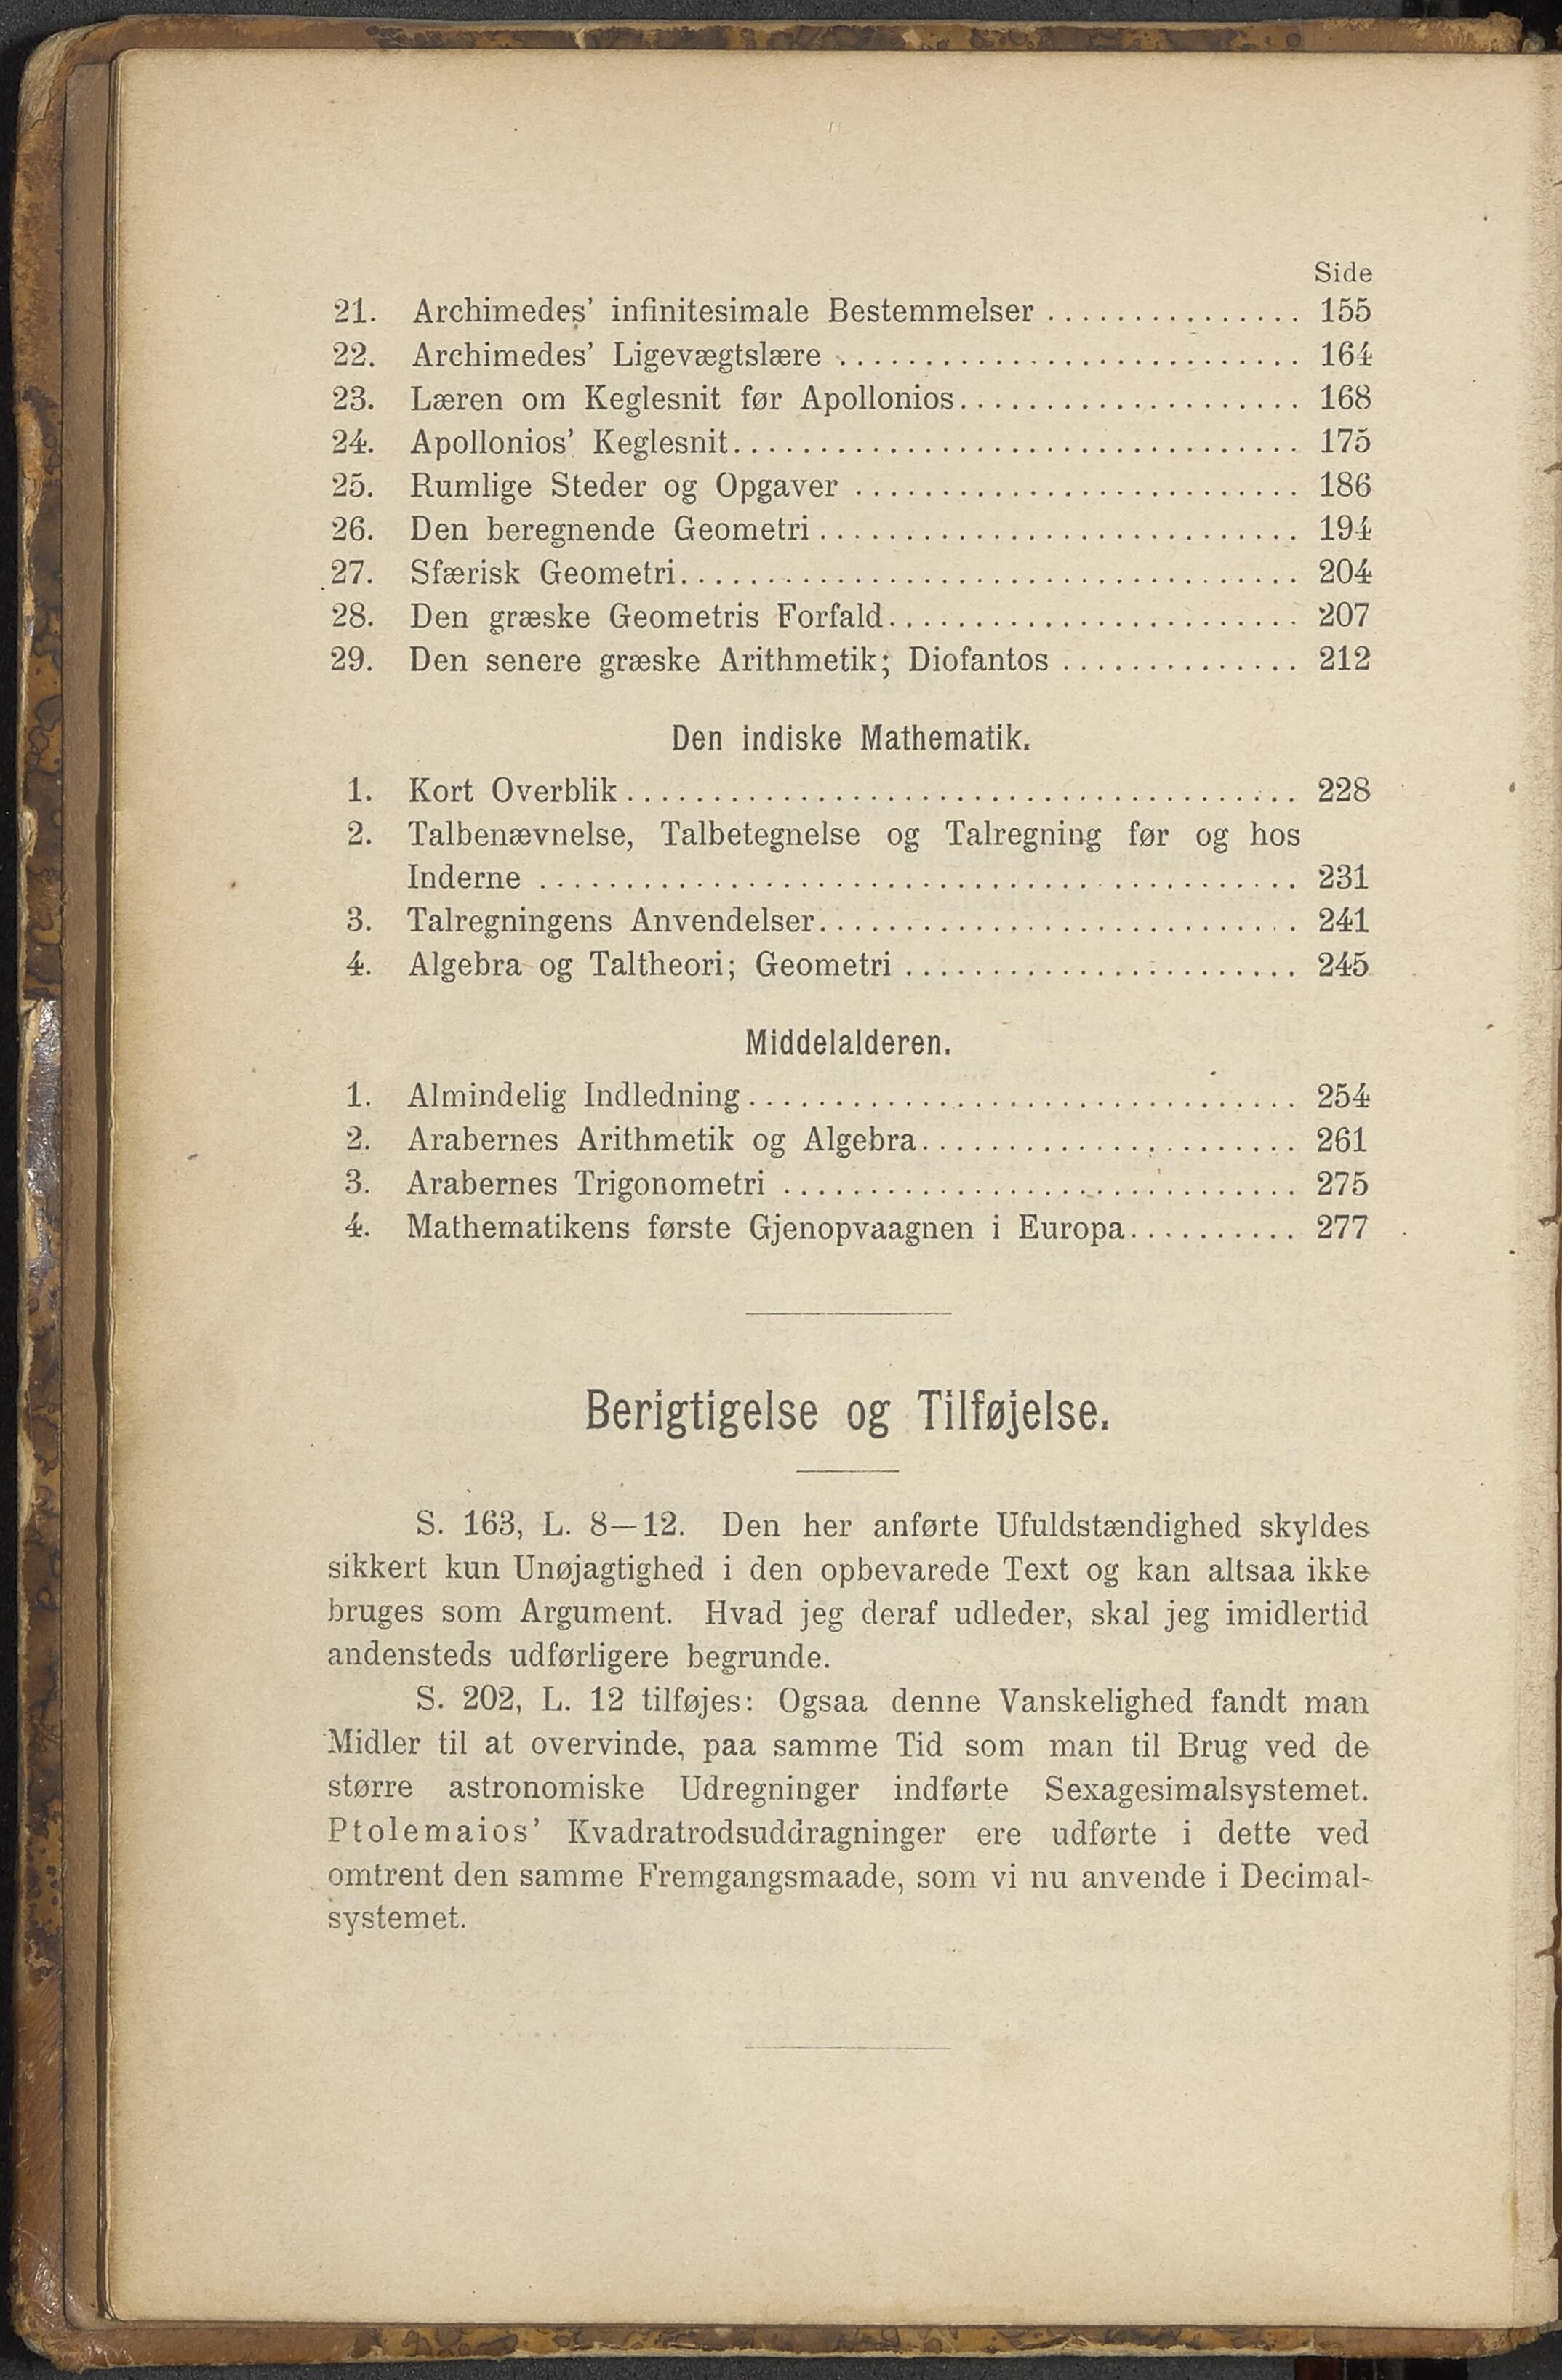 Side
21. Archimedes' infinitesimale Bestemmelser ............... 155
22. Archimedes' Ligevægtslære ........................... 164
23. Læren om Keglesnit før Apollonios.................... 168
24. Apollonios' Keglesnit................................. 175
25. Rumlige Steder og Opgaver .......................... 186
26. Den beregnende Geometri ............................ 194
27. Sfærisk Geometri.................................... 204
28. Den græske Geometris Forfald........................ 207
29. Den senere græske Arithmetik; Diofantos .............. 212
Den indiske Mathematik.
1. Kort Overblik ....................................... 228
2. Talbenævnelse, Talbetegnelse og Talregning før og hos
Inderne ............................................ 231
3. Talregningens Anvendelser............................ 241
4. Algebra og Taltheori; Geometri ....................... 245
Middelalderen.
1. Almindelig Indledning ................................ 254
2. Arabernes Arithmetik og Algebra...................... 261
3. Arabernes Trigonometri .............................. 275
4. Mathematikens første Gjenopvaagnen i Europa.......... 277
Berigtigelse og Tilføjelse.
S. 163, L. 8—12. Den her anførte Ufuldstændighed skyldes
sikkert kun Unøjagtighed i den opbevarede Text og kan altsaa ikke
bruges som Argument. Hvad jeg deraf udleder, skal jeg imidlertid
andensteds udførligere begrunde.
S. 202, L. 12 tilføjes: Ogsaa denne Vanskelighed fandt man
Midler til at overvinde, paa samme Tid som man til Brug ved de
større astronomiske Udregninger indførte Sexagesimalsystemet.
Ptolemaios' Kvadratrodsuddragninger ere udførte i dette ved
omtrent den samme Fremgangsmaade, som vi nu anvende i Decimal-
systemet.